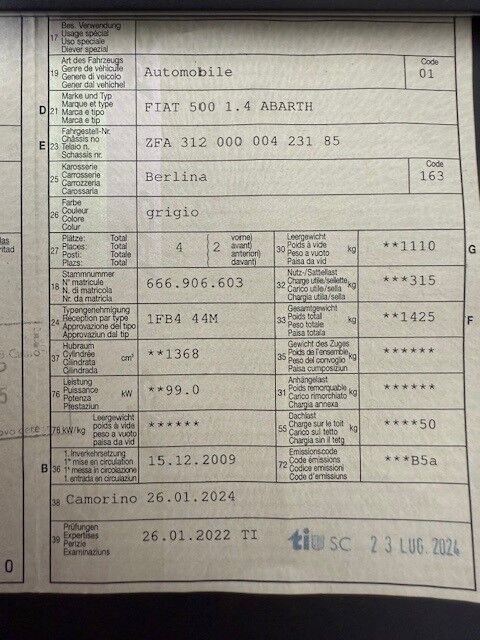 17
Bes. Verwendung
Usage spécial
Uso speciale
Diever spezial
19
Art des Fahrzeugs
Genre de véhicule
Genere di veicolo
Gener dal vehichel
Automobile
Code
01
D 21
Marke und Typ
Marque et type
Marca e tipo
Marca e tip
FIAT 500 1.4 ABARTH
E 23
Fahrgestell-Nr.
Châssis no
Telaio n.
Schassis nr.
ZFA 312 000 004 231 85
25
Karosserie
Carrosserie
Carrozzeria
Carossaria
Berlina
Code
163
26
Farbe
Couleur
Colore
Colur
grigio
27
Plätze: Total
Places: Total
Posti: Totale
Plazs: Total
4
2
vorne)
avant)
anteriori)
davant)
30
Leergewicht
Poids à vide
Peso a vuoto
Paisa da vid
kg
**1110
G
18
Stammnummer
N° matricule
N. di matricola
Nr. da matricla
666.906.603
32
Nutz-/Sattellast
Charge utile/sellette
Carico utile/sella
Chargia utila/sella
kg
***315
24
Typengenehmigung
Réception par type
Approvazione del tipo
Approvaziun dal tip
1FB4 44M
33
Gesamtgewicht
Poids total
Peso totale
Paisa totala
kg
**1425
F
37
Hubraum
Cylindrée
Cilindrata
Cilindrada
cm³
**1368
35
Gewicht des Zuges
Poids de l'ensemble
Peso del convoglio
Paisa cumposiziun
kg
******
76
Leistung
Puissance
Potenza
Prestaziun
kW
**99.0
31
Anhängelast
Poids remorquable
Carico rimorchiato
Chargia annexa
kg
******
78 kW/kg
Leergewicht
poids à vide
peso a vuoto
paisa da vid
******
55
Dachlast
Charge sur le toit
Carico sul tetto
Chargia sin il tetg
kg
****50
B 36
1. Inverkehrsetzung
1re mise en circulation
1a messa in circolazione
1. entrada en circulaziun
15.12.2009
72
Emissionscode
Code émissions
Codice emissioni
Code d'emissiuns
***B5a
38 Camorino 26.01.2024
39
Prüfungen
Expertises
Perizie
Examinaziuns
26.01.2022 TI
ti SC 23 LUG. 2024
0